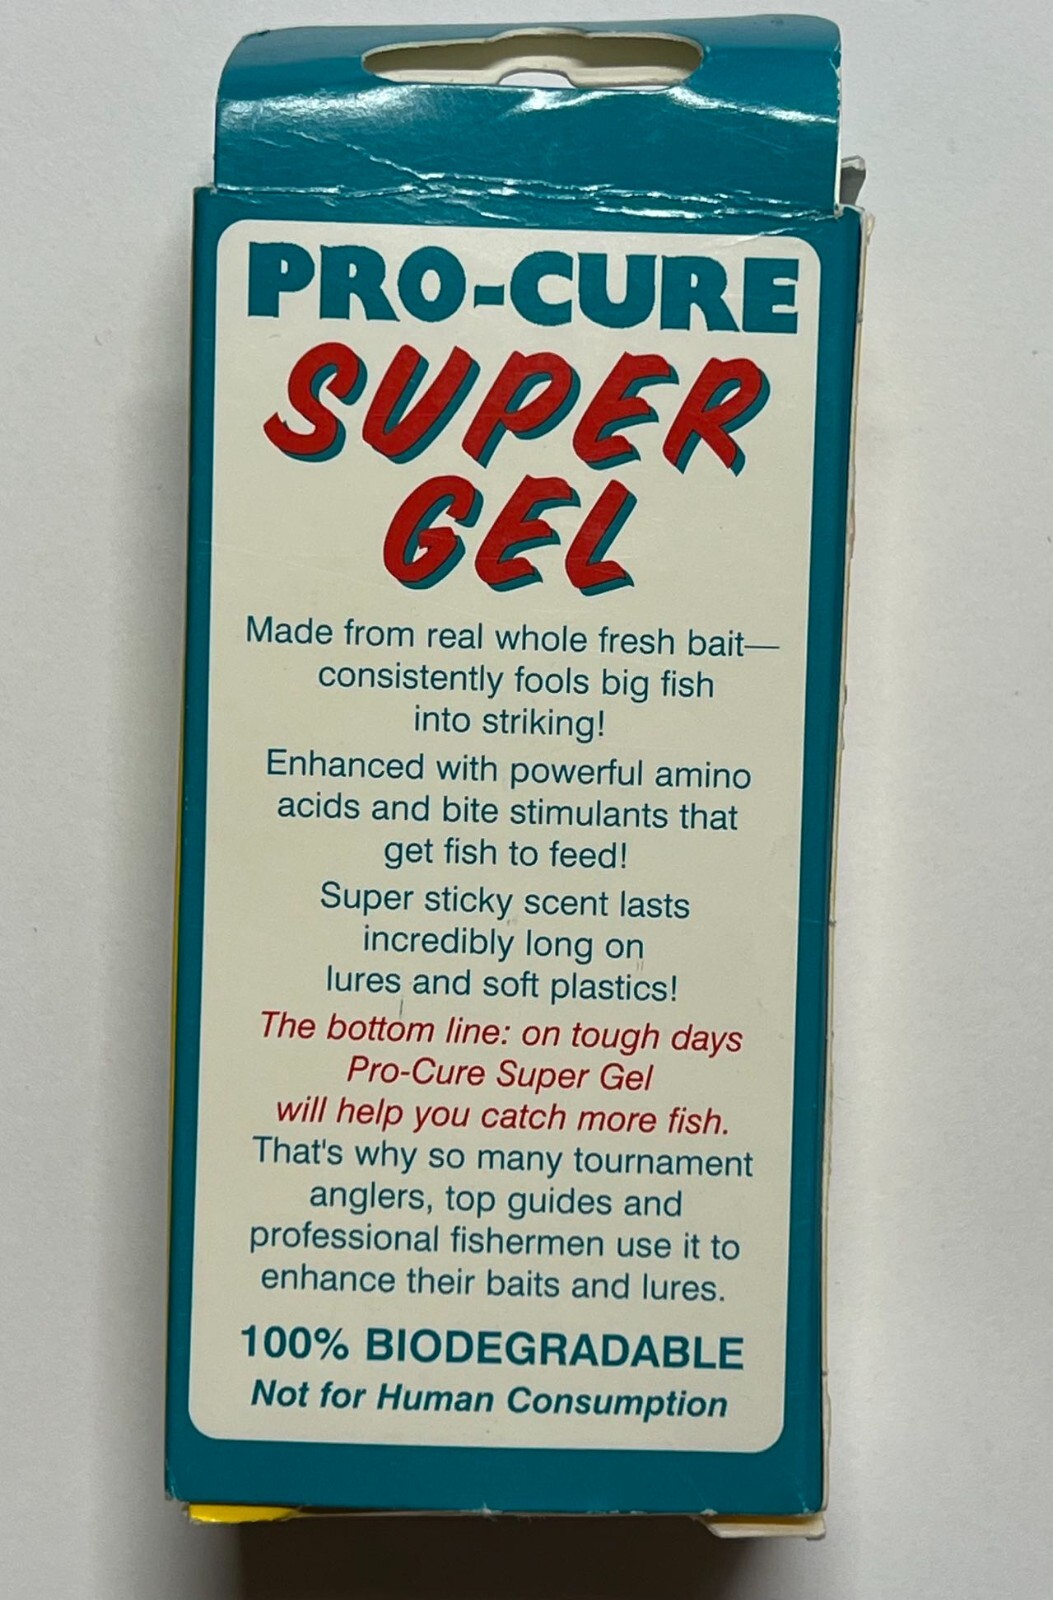 PRO-CURE
SUPER
GEL
Made from real whole fresh bait—
consistently fools big fish
into striking!
Enhanced with powerful amino
acids and bite stimulants that
get fish to feed!
Super sticky scent lasts
incredibly long on
lures and soft plastics!
The bottom line: on tough days
Pro-Cure Super Gel
will help you catch more fish.
That's why so many tournament
anglers, top guides and
professional fishermen use it to
enhance their baits and lures.
100% BIODEGRADABLE
Not for Human Consumption